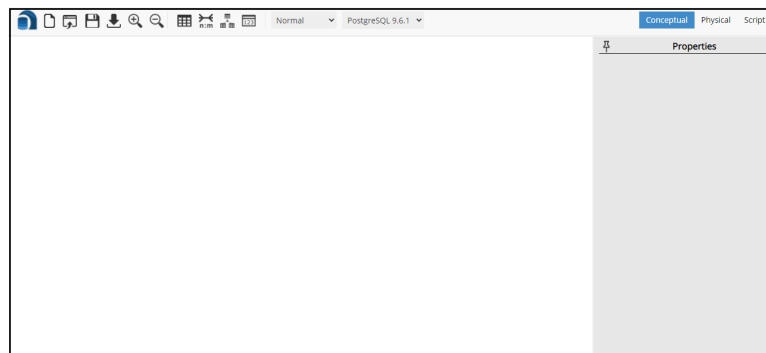 n:m
Normal
PostgreSQL 9.6.1
Conceptual
Physical
Script
Properties